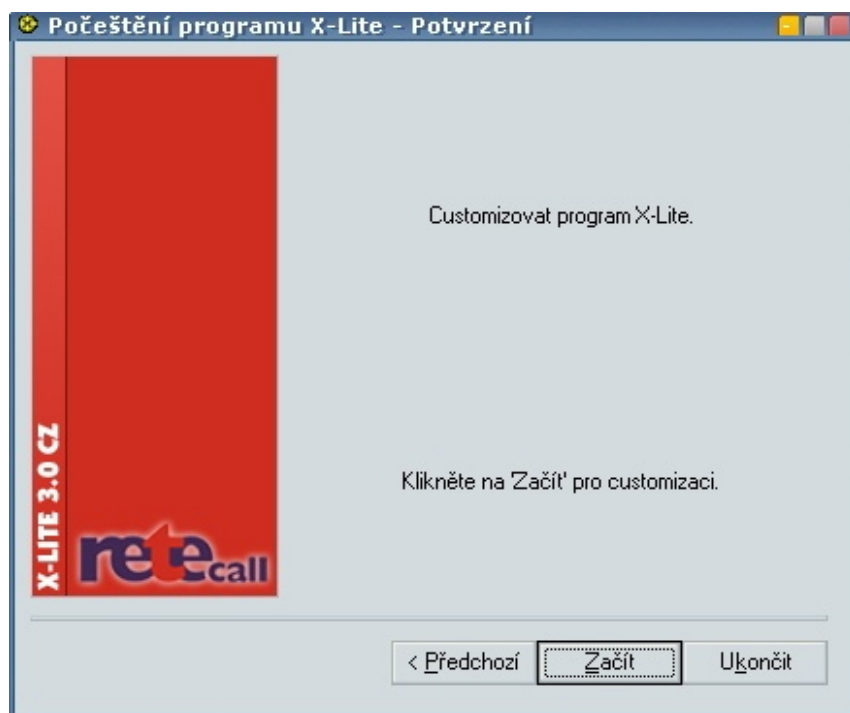 Počeštění programu X-Lite - Potvrzení
Customizovat program X-Lite.
Klikněte na 'Začít' pro customizaci.
X-LITE 3.0 CZ
retecall
< Předchozí
Začít
Ukončit